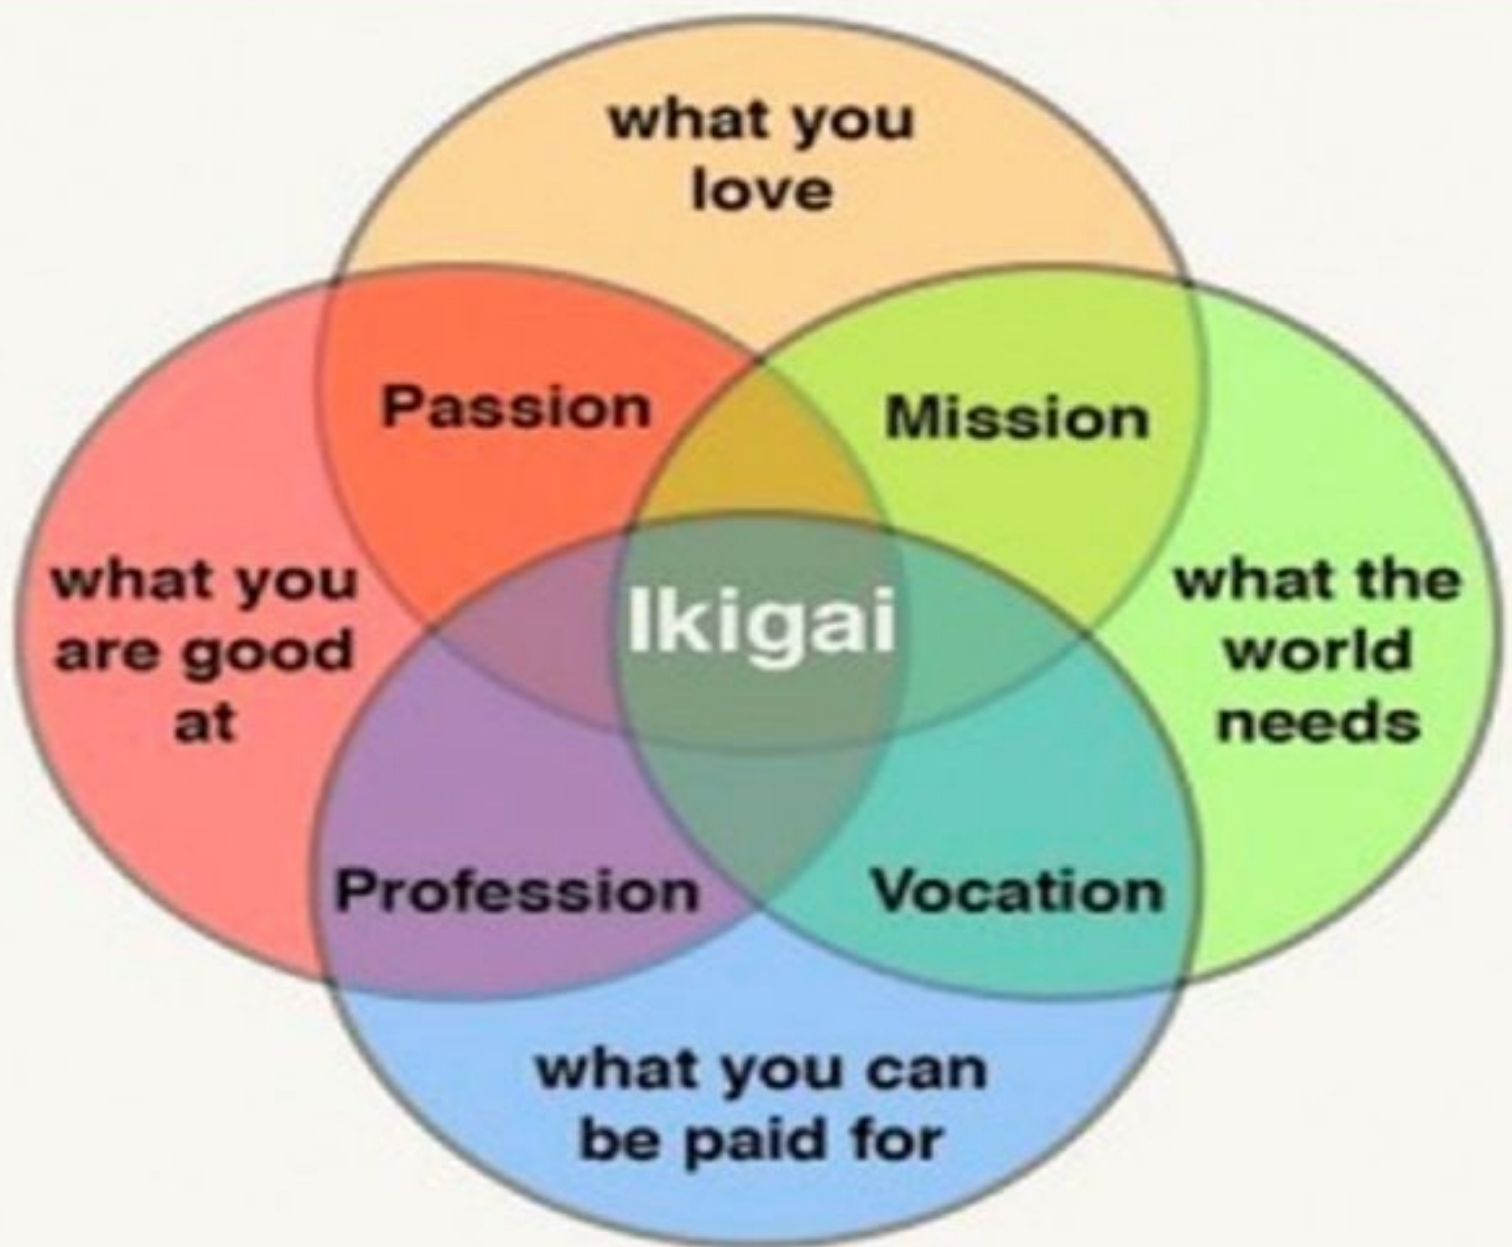 what you
love
Passion
Mission
what you
are good
at
Ikigai
what the
world
needs
Profession
Vocation
what you can
be paid for